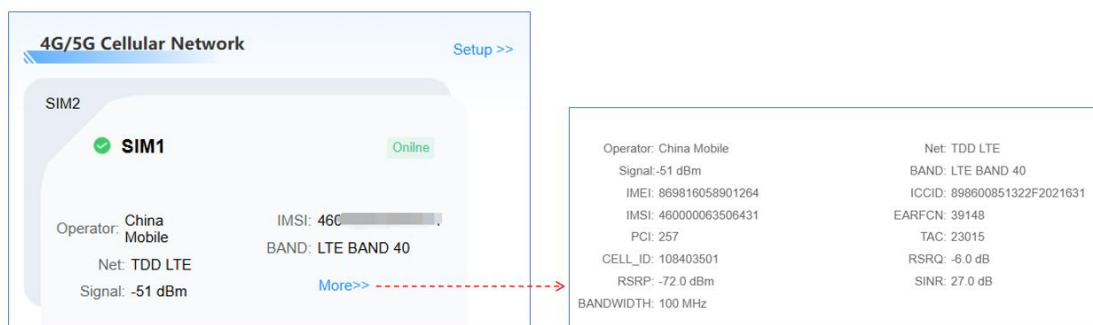 4G/5G Cellular Network
Setup >>
SIM2
SIM1
Onilne
Operator: China Mobile
IMSI: 460
Net: TDD LTE
BAND: LTE BAND 40
Signal: -51 dBm
More>>
Operator: China Mobile
Net: TDD LTE
Signal:-51 dBm
BAND: LTE BAND 40
IMEI: 869816058901264
ICCID: 898600851322F2021631
IMSI: 460000063506431
EARFCN: 39148
PCI: 257
TAC: 23015
CELL_ID: 108403501
RSRQ: -6.0 dB
RSRP: -72.0 dBm
SINR: 27.0 dB
BANDWIDTH: 100 MHz